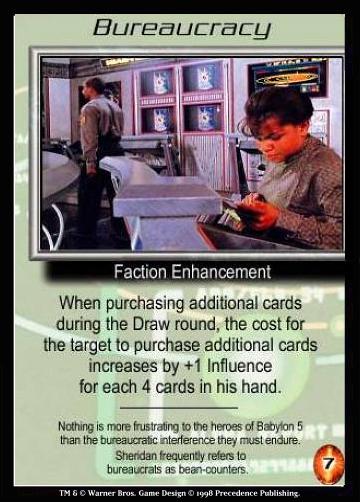 Bureaucracy
Faction Enhancement
When purchasing additional cards
during the Draw round, the cost for
the target to purchase additional cards
increases by +1 Influence
for each 4 cards in his hand.
Nothing is more frustrating to the heroes of Babylon 5
than the bureaucratic interference they must endure.
Sheridan frequently refers to
bureaucrats as bean-counters.
7
TM & © Warner Bros. Game Design © 1998 Precedence Publishing.